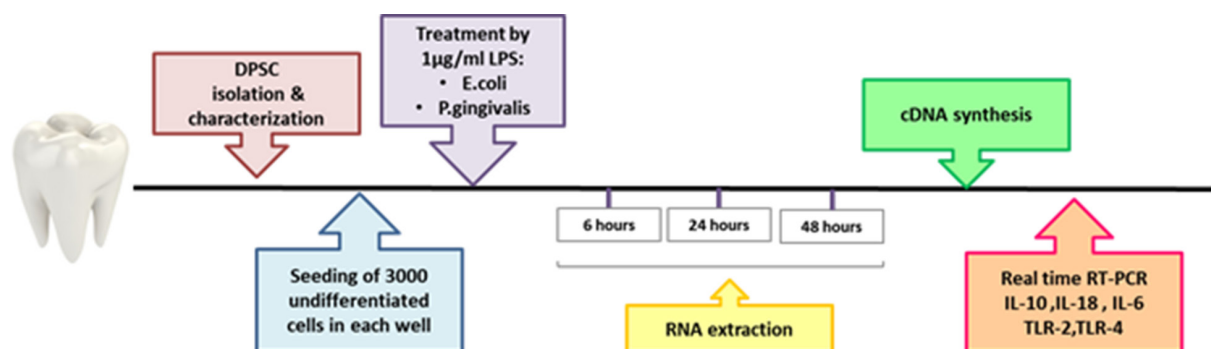 DPSC
isolation &
characterization
Seeding of 3000
undifferentiated
cells in each well
Treatment by
1µg/ml LPS:
• E.coli
• P.gingivalis
6 hours
24 hours
48 hours
RNA extraction
cDNA synthesis
Real time RT-PCR
IL-10 ,IL-18 , IL-6
TLR-2,TLR-4